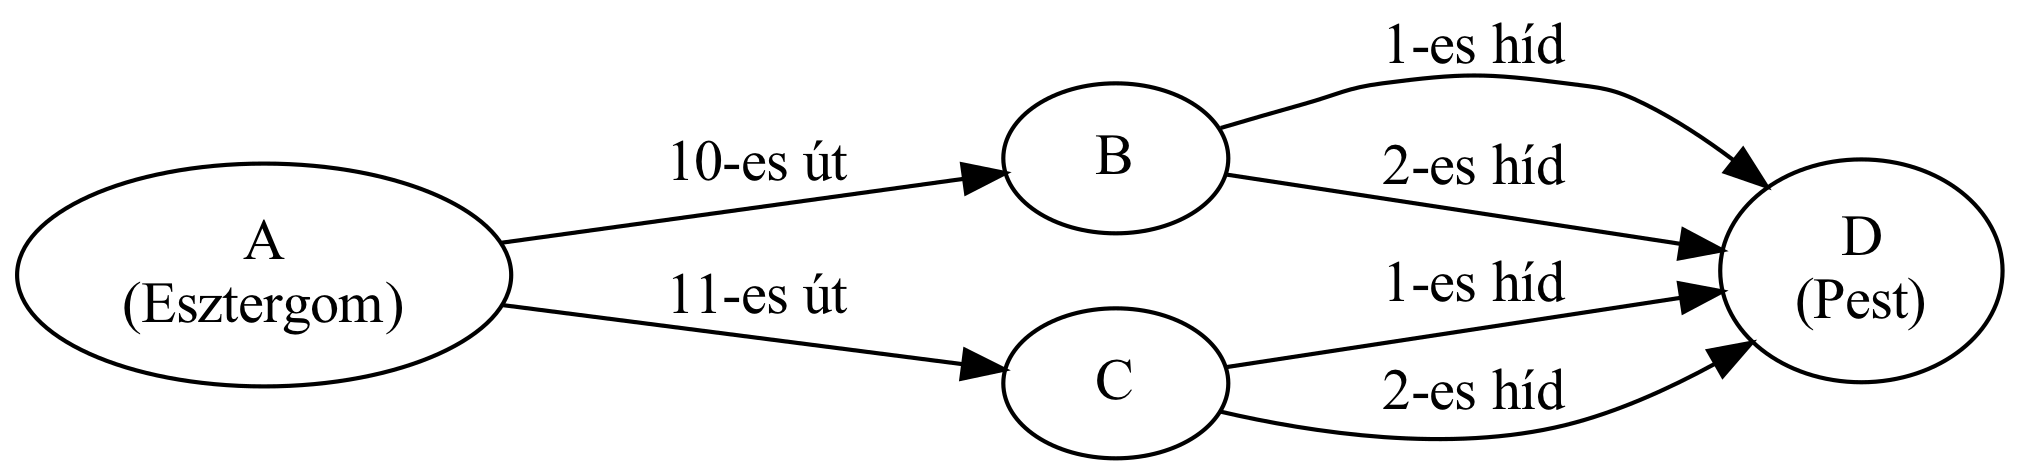 1-es híd
10-es út
B
2-es híd
A
(Esztergom)
D
(Pest)
11-es út
1-es híd
C
2-es híd